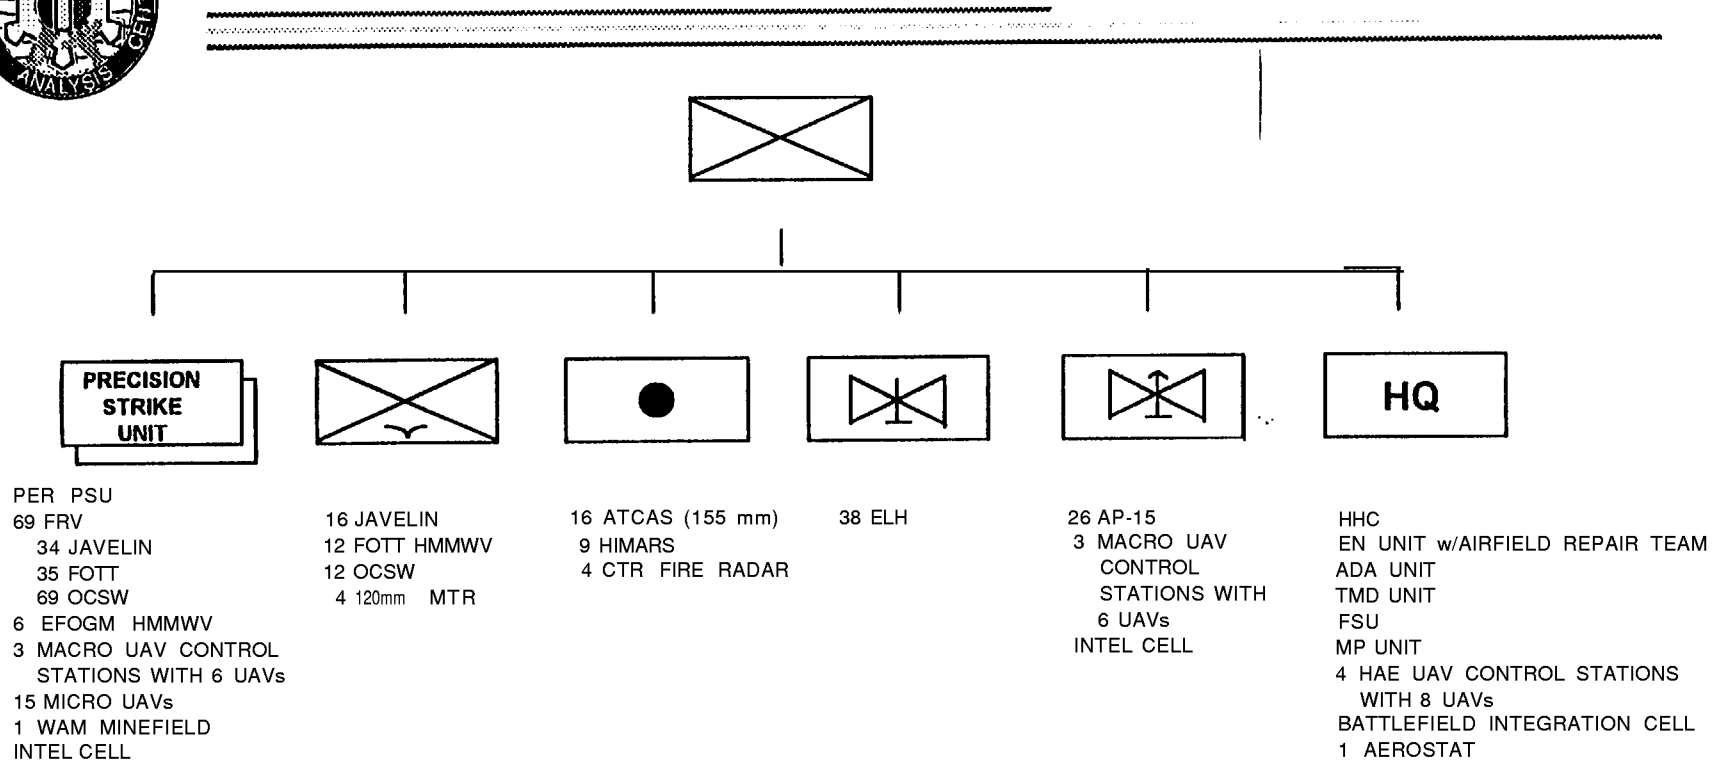 CEN
ANALYSIS
PRECISION
STRIKE
UNIT
HQ
PER PSU
69 FRV
34 JAVELIN
35 FOTT
69 OCSW
6 EFOGM HMMWV
3 MACRO UAV CONTROL
STATIONS WITH 6 UAVs
15 MICRO UAVs
1 WAM MINEFIELD
INTEL CELL
16 JAVELIN
12 FOTT HMMWV
12 OCSW
4 120mm MTR
16 ATCAS (155 mm)
9 HIMARS
4 CTR FIRE RADAR
38 ELH
26 AP-15
3 MACRO UAV
CONTROL
STATIONS WITH
6 UAVs
INTEL CELL
HHC
EN UNIT w/AIRFIELD REPAIR TEAM
ADA UNIT
TMD UNIT
FSU
MP UNIT
4 HAE UAV CONTROL STATIONS
WITH 8 UAVs
BATTLEFIELD INTEGRATION CELL
1 AEROSTAT